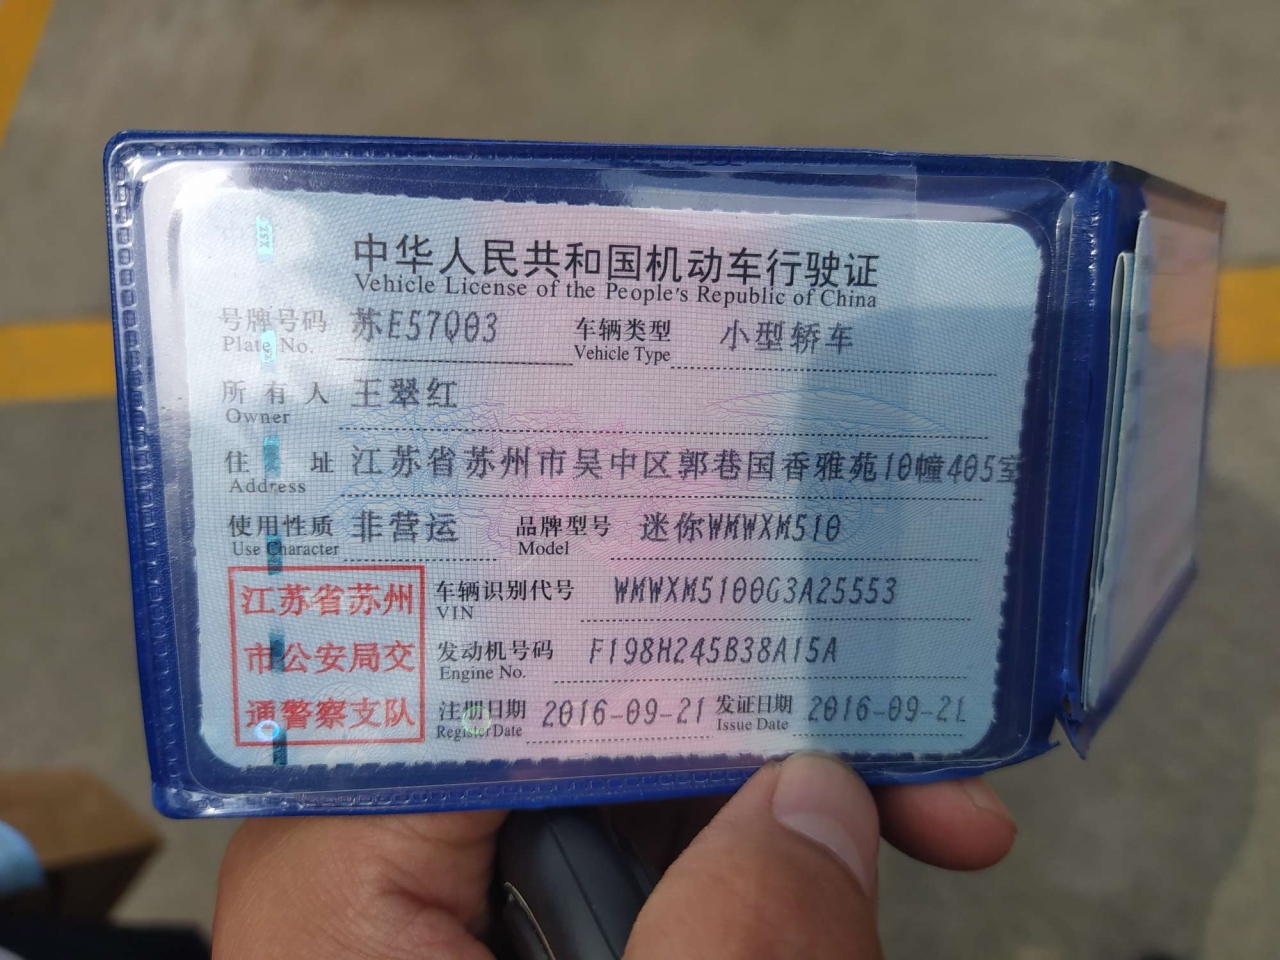 中华人民共和国机动车行驶证
Vehicle License of the People's Republic of China
号牌号码 苏E57Q03 车辆类型 小型轿车
Plate No. Vehicle Type
所有人 王翠红
Owner
住址 江苏省苏州市吴中区郭巷国香雅苑10幢405室
Address
使用性质 非营运 品牌型号 迷你WMWXM510
Use Character Model
江苏省苏州
市公安局交
通警察支队
车辆识别代号 WMWXM5100G3A25553
VIN
发动机号码 F198H245B38A15A
Engine No.
注册日期 2016-09-21 发证日期 2016-09-21
Register Date Issue Date